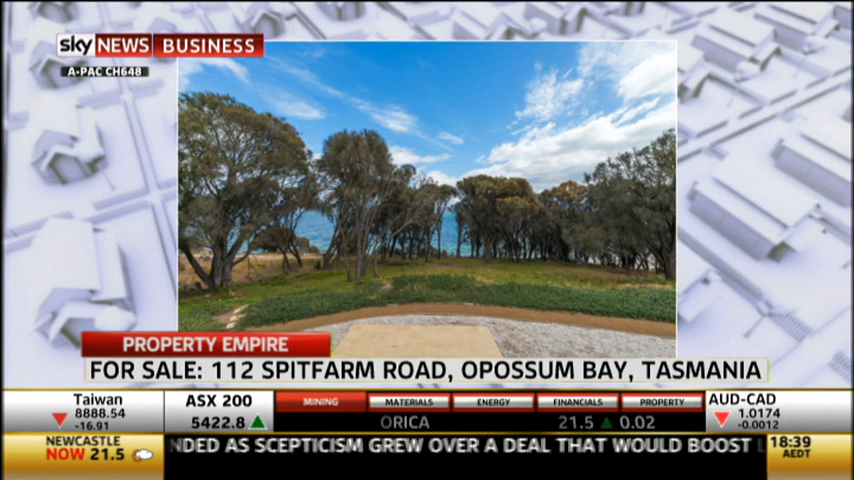 sky NEWS BUSINESS
A-PAC CH648
PROPERTY EMPIRE
FOR SALE: 112 SPITFARM ROAD, OPOSSUM BAY, TASMANIA
Taiwan
8888.54
-16.91
ASX 200
5422.8
MINING MATERIALS ENERGY FINANCIALS PROPERTY
ORICA 21.5 0.02
AUD-CAD
1.0174
-0.0012
NEWCASTLE
NOW 21.5
NDED AS SCEPTICISM GREW OVER A DEAL THAT WOULD BOOST
18:39
AEDT